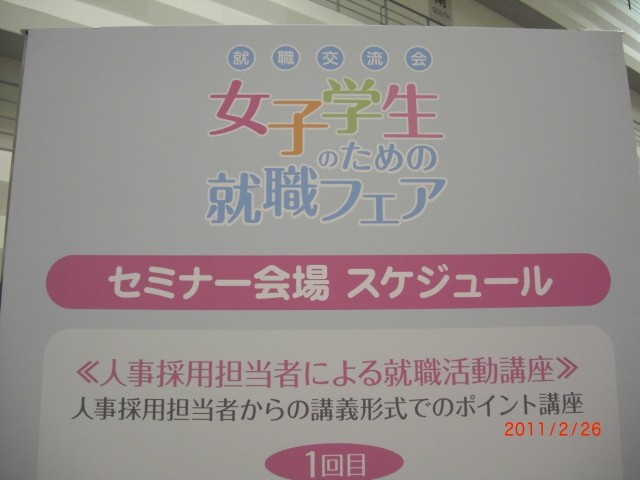 南
SOUTH
就職交流会
女子学生
のための
就職フェア
セミナー会場 スケジュール
≪人事採用担当者による就職活動講座≫
人事採用担当者からの講義形式でのポイント講座
1回目
2011/2/26